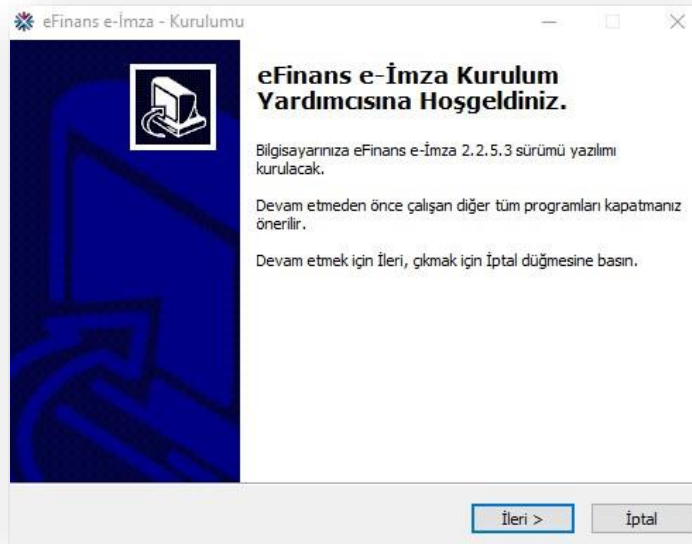 eFinans e-İmza - Kurulumu
eFinans e-İmza Kurulum
Yardımcısına Hoşgeldiniz.
Bilgisayarınıza eFinans e-İmza 2.2.5.3 sürümü yazılımı
kurulacak.
Devam etmeden önce çalışan diğer tüm programları kapatmanız
önerilir.
Devam etmek için İleri, çıkmak için İptal düğmesine basın.
İleri >
İptal